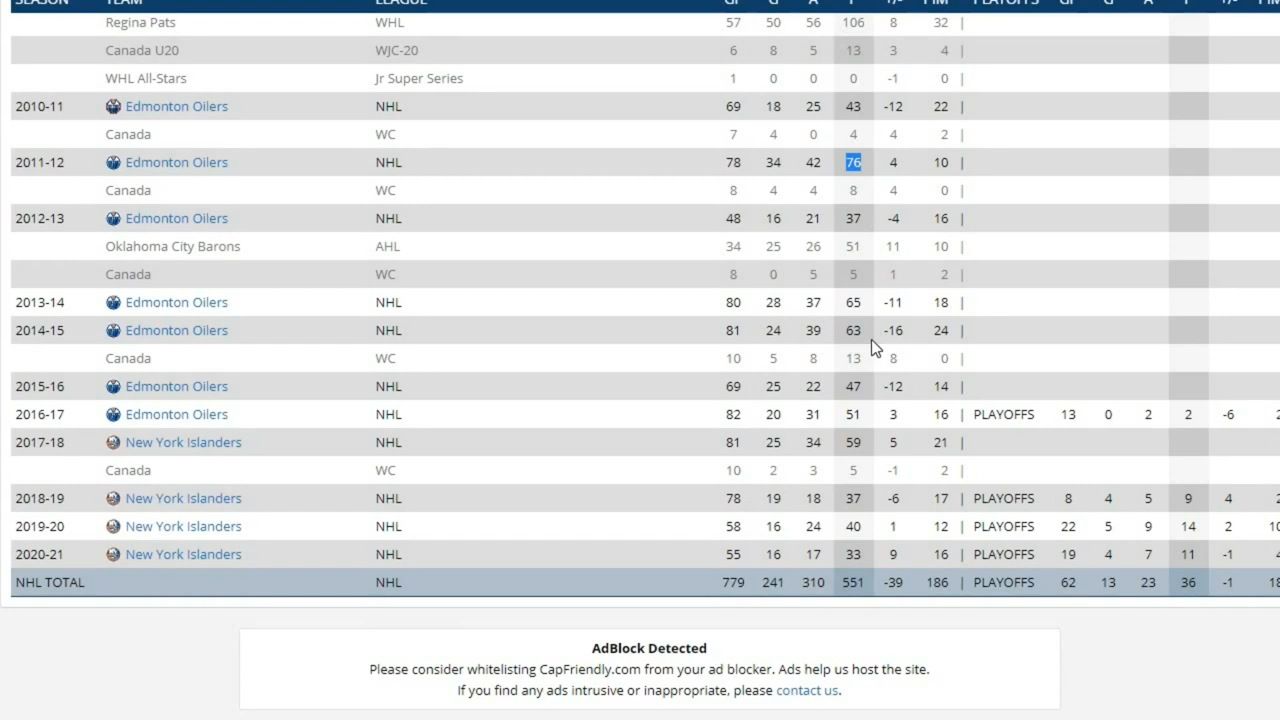 SEASON TEAM LEAGUE GP G A P +/- PIM PLAYOFFS GP G A P +/- PIM
Regina Pats WHL 57 50 56 106 8 32 |
Canada U20 WJC-20 6 8 5 13 3 4 |
WHL All-Stars Jr Super Series 1 0 0 0 -1 0 |
2010-11 Edmonton Oilers NHL 69 18 25 43 -12 22 |
Canada WC 7 4 0 4 4 2 |
2011-12 Edmonton Oilers NHL 78 34 42 76 4 10 |
Canada WC 8 4 4 8 4 0 |
2012-13 Edmonton Oilers NHL 48 16 21 37 -4 16 |
Oklahoma City Barons AHL 34 25 26 51 11 10 |
Canada WC 8 0 5 5 1 2 |
2013-14 Edmonton Oilers NHL 80 28 37 65 -11 18 |
2014-15 Edmonton Oilers NHL 81 24 39 63 -16 24 |
Canada WC 10 5 8 13 8 0 |
2015-16 Edmonton Oilers NHL 69 25 22 47 -12 14 |
2016-17 Edmonton Oilers NHL 82 20 31 51 3 16 | PLAYOFFS 13 0 2 2 -6 2
2017-18 New York Islanders NHL 81 25 34 59 5 21 |
Canada WC 10 2 3 5 -1 2 |
2018-19 New York Islanders NHL 78 19 18 37 -6 17 | PLAYOFFS 8 4 5 9 4 2
2019-20 New York Islanders NHL 58 16 24 40 1 12 | PLAYOFFS 22 5 9 14 2 10
2020-21 New York Islanders NHL 55 16 17 33 9 16 | PLAYOFFS 19 4 7 11 -1 4
NHL TOTAL NHL 779 241 310 551 -39 186 | PLAYOFFS 62 13 23 36 -1 18
AdBlock Detected
Please consider whitelisting CapFriendly.com from your ad blocker. Ads help us host the site.
If you find any ads intrusive or inappropriate, please contact us.